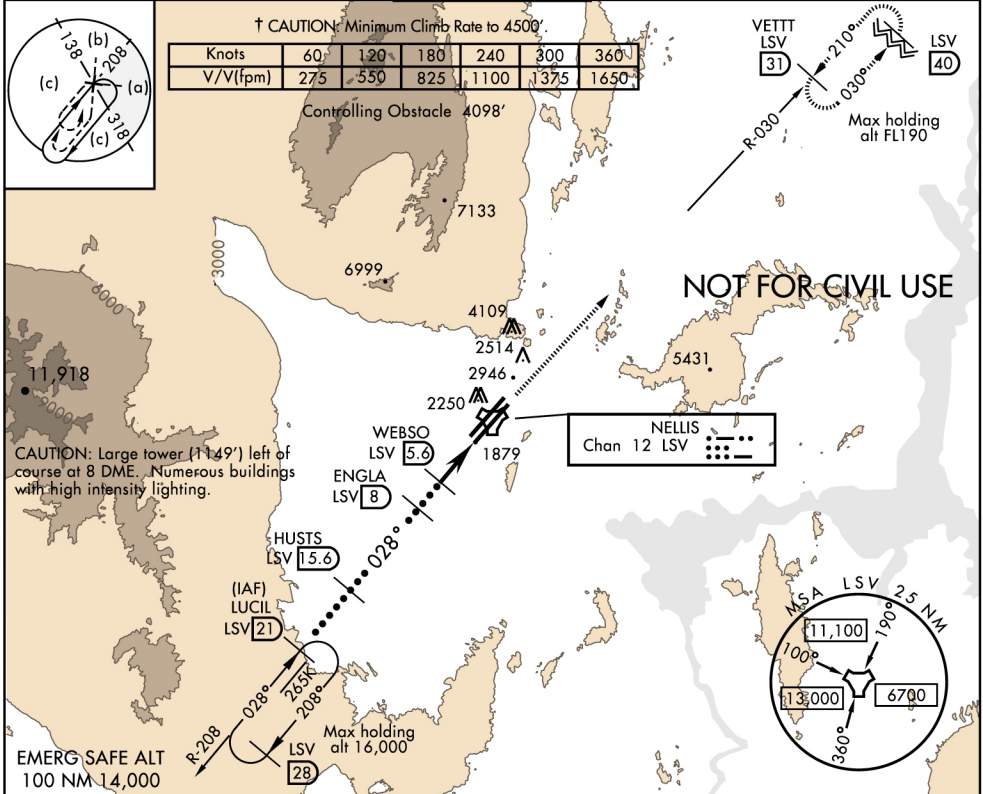 † CAUTION: Minimum Climb Rate to 4500'.
Knots 60 120 180 240 300 360
V/V(fpm) 275 550 825 1100 1375 1650
Controlling Obstacle 4098'
138
(b)
208
(c)
(a)
(c)
318
VETTT
LSV
31
210°
030°
LSV
40
R-030
Max holding
alt FL190
7133
3000
6999
NOT FOR CIVIL USE
4109
2514
5431
2946
11,918
9000
2250
NELLIS
Chan 12 LSV
1879
WEBSO
LSV 5.6
CAUTION: Large tower (1149') left of
course at 8 DME. Numerous buildings
with high intensity lighting.
ENGLA
LSV 8
028°
HUSTS
LSV 15.6
(IAF)
LUCIL
LSV 21
MSA LSV 25 NM
11,100
190°
100°
13,000
6700
360°
265K
028°
208°
R-208
Max holding
alt 16,000
LSV
28
EMERG SAFE ALT
100 NM 14,000